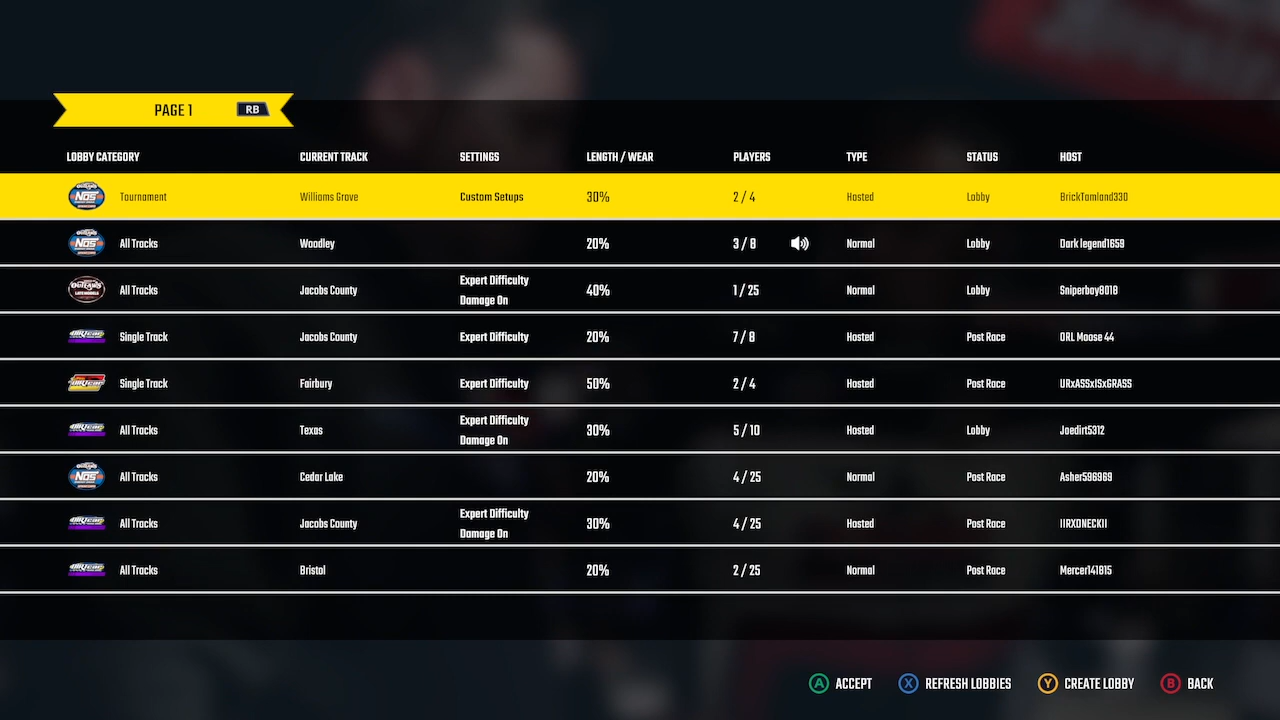 PAGE 1 RB
LOBBY CATEGORY CURRENT TRACK SETTINGS LENGTH / WEAR PLAYERS TYPE STATUS HOST
NOS Tournament Williams Grove Custom Setups 30% 2 / 4 Hosted Lobby BrickTamland330
NOS All Tracks Woodley 20% 3 / 8 Normal Lobby Dark legend1659
OUTLAWS All Tracks Jacobs County Expert Difficulty 40% 1 / 25 Normal Lobby Sniperboy8018
Damage On
Single Track Jacobs County Expert Difficulty 20% 7 / 8 Hosted Post Race ORL Moose 44
Single Track Fairbury Expert Difficulty 50% 2 / 4 Hosted Post Race URxASSxISxGRASS
All Tracks Texas Expert Difficulty 30% 5 / 10 Hosted Lobby Joedirt5312
Damage On
NOS All Tracks Cedar Lake 20% 4 / 25 Normal Post Race Asher596969
All Tracks Jacobs County Expert Difficulty 30% 4 / 25 Hosted Post Race IIRXDNECKII
Damage On
All Tracks Bristol 20% 2 / 25 Normal Post Race Mercer141815
A ACCEPT X REFRESH LOBBIES Y CREATE LOBBY B BACK